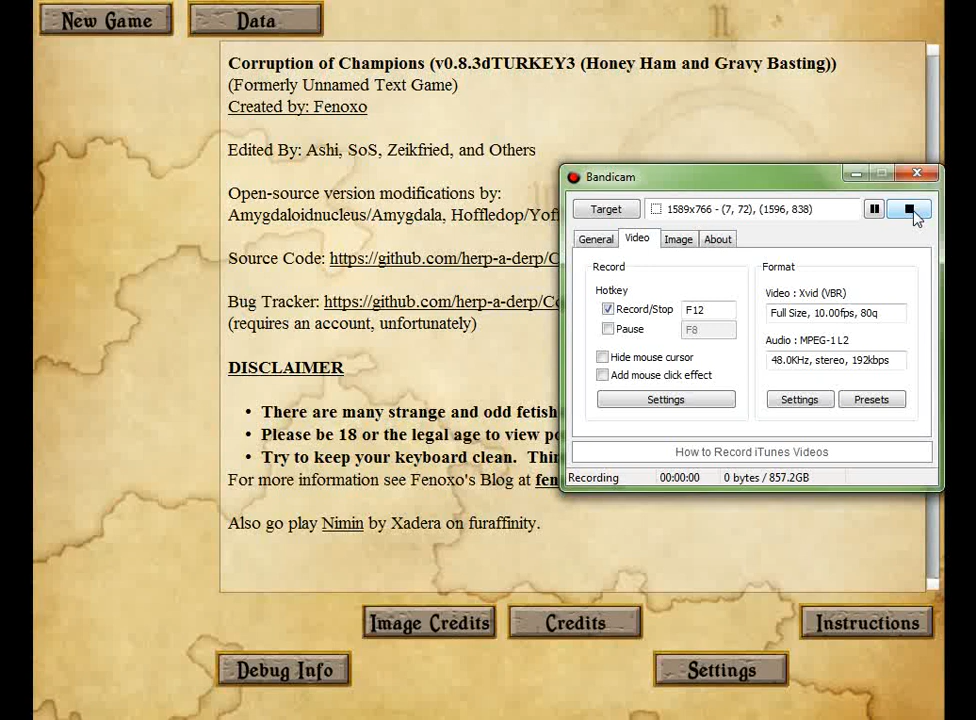 New Game
Data
Corruption of Champions (v0.8.3dTURKEY3 (Honey Ham and Gravy Basting))
(Formerly Unnamed Text Game)
Created by: Fenoxo
Edited By: Ashi, SoS, Zeikfried, and Others
Open-source version modifications by:
Amygdaloidnucleus/Amygdala, Hoffledop/Yoff
Source Code: https://github.com/herp-a-derp/C
Bug Tracker: https://github.com/herp-a-derp/Co
(requires an account, unfortunately)
DISCLAIMER
• There are many strange and odd fetish
• Please be 18 or the legal age to view po
• Try to keep your keyboard clean. Thin
For more information see Fenoxo's Blog at fen
Also go play Nimin by Xadera on furaffinity.
Bandicam
Target
1589x766 - (7, 72), (1596, 838)
General
Video
Image
About
Record
Hotkey
Record/Stop
F12
Pause
F8
Hide mouse cursor
Add mouse click effect
Settings
Format
Video : Xvid (VBR)
Full Size, 10.00fps, 80q
Audio : MPEG-1 L2
48.0KHz, stereo, 192kbps
Settings
Presets
How to Record iTunes Videos
Recording
00:00:00
0 bytes / 857.2GB
Image Credits
Credits
Instructions
Debug Info
Settings